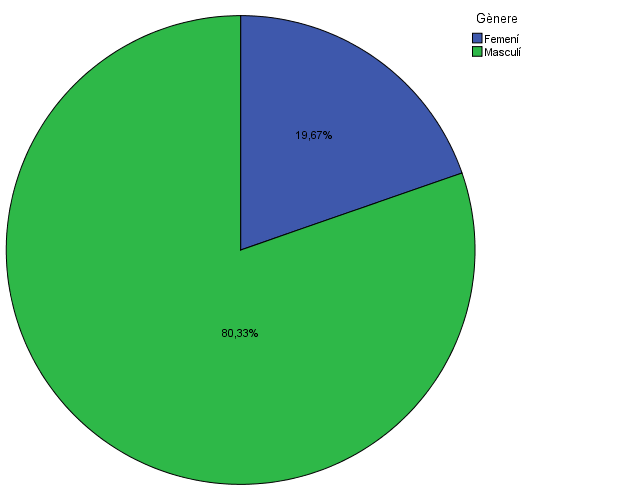 Gènere
Femení
Masculí
19,67%
80,33%